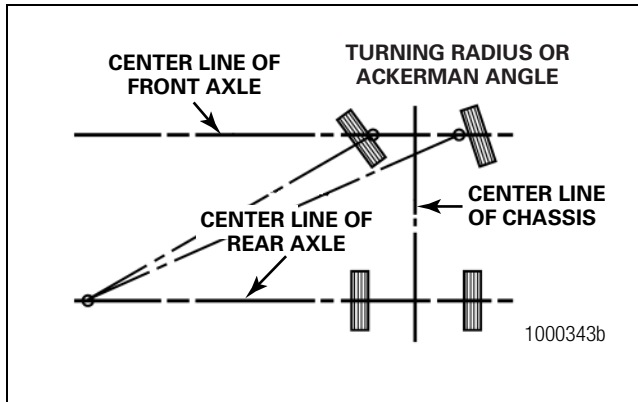 CENTER LINE OF
FRONT AXLE
TURNING RADIUS OR
ACKERMAN ANGLE
CENTER LINE
OF CHASSIS
CENTER LINE OF
REAR AXLE
1000343b